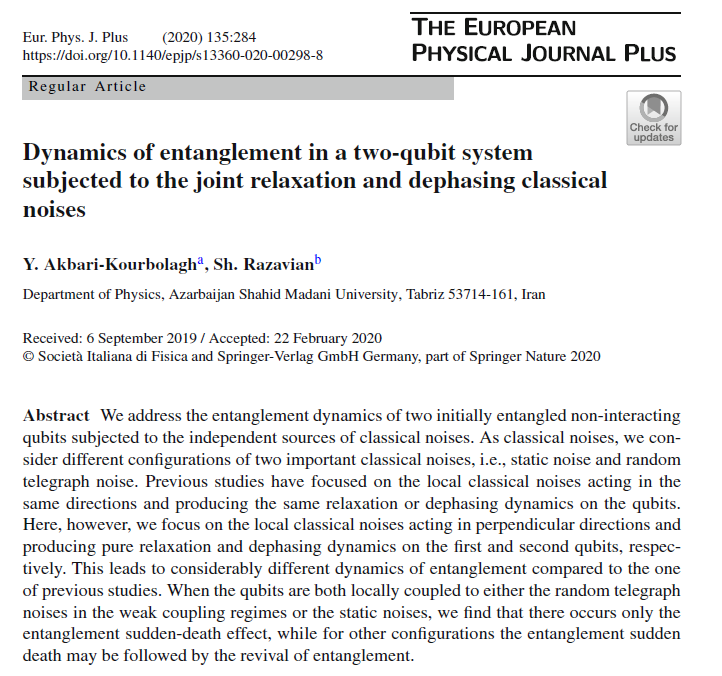 Eur. Phys. J. Plus (2020) 135:284
https://doi.org/10.1140/epjp/s13360-020-00298-8
THE EUROPEAN
PHYSICAL JOURNAL PLUS
Regular Article
Check for
updates
Dynamics of entanglement in a two-qubit system
subjected to the joint relaxation and dephasing classical
noises
Y. Akbari-Kourbolagh^a, Sh. Razavian^b
Department of Physics, Azarbaijan Shahid Madani University, Tabriz 53714-161, Iran
Received: 6 September 2019 / Accepted: 22 February 2020
© Società Italiana di Fisica and Springer-Verlag GmbH Germany, part of Springer Nature 2020
Abstract We address the entanglement dynamics of two initially entangled non-interacting
qubits subjected to the independent sources of classical noises. As classical noises, we con-
sider different configurations of two important classical noises, i.e., static noise and random
telegraph noise. Previous studies have focused on the local classical noises acting in the
same directions and producing the same relaxation or dephasing dynamics on the qubits.
Here, however, we focus on the local classical noises acting in perpendicular directions and
producing pure relaxation and dephasing dynamics on the first and second qubits, respec-
tively. This leads to considerably different dynamics of entanglement compared to the one
of previous studies. When the qubits are both locally coupled to either the random telegraph
noises in the weak coupling regimes or the static noises, we find that there occurs only the
entanglement sudden-death effect, while for other configurations the entanglement sudden
death may be followed by the revival of entanglement.